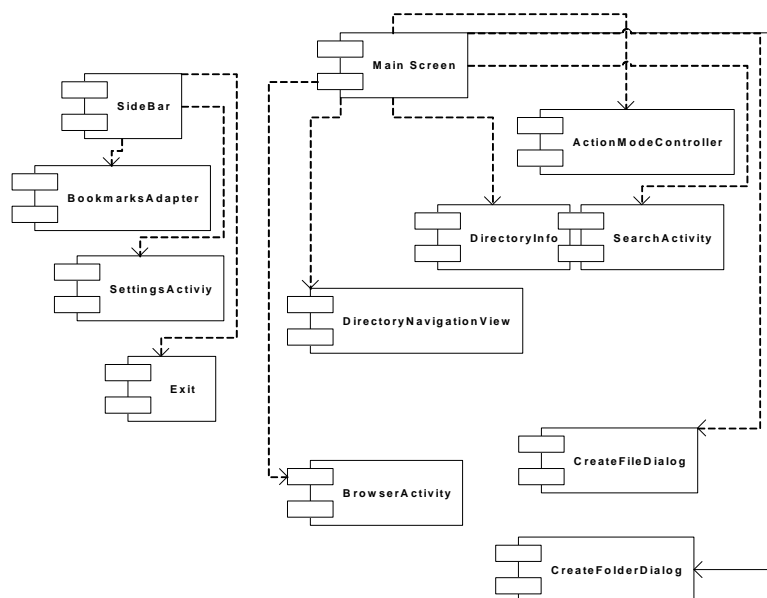 Main Screen
SideBar
ActionModeController
BookmarksAdapter
DirectoryInfo
SearchActivity
SettingsActiviy
DirectoryNavigationView
Exit
CreateFileDialog
BrowserActivity
CreateFolderDialog